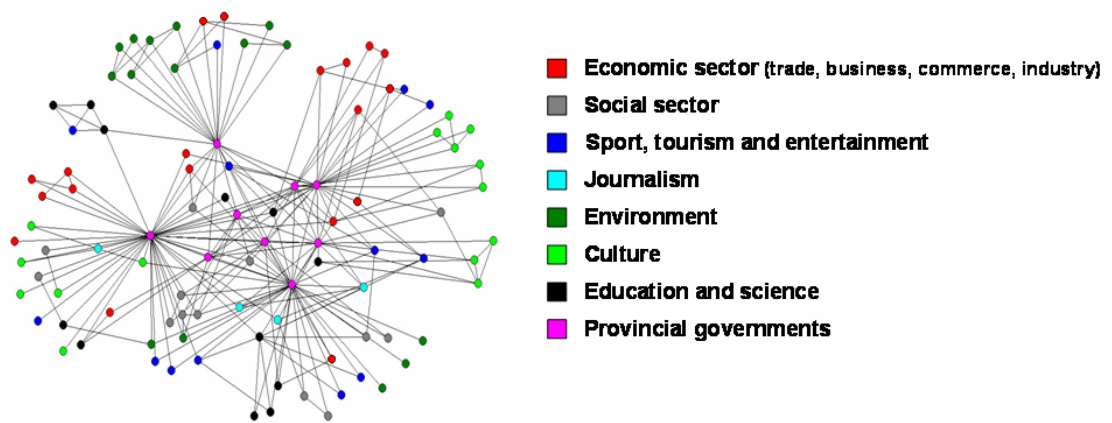 Economic sector (trade, business, commerce, industry)
Social sector
Sport, tourism and entertainment
Journalism
Environment
Culture
Education and science
Provincial governments